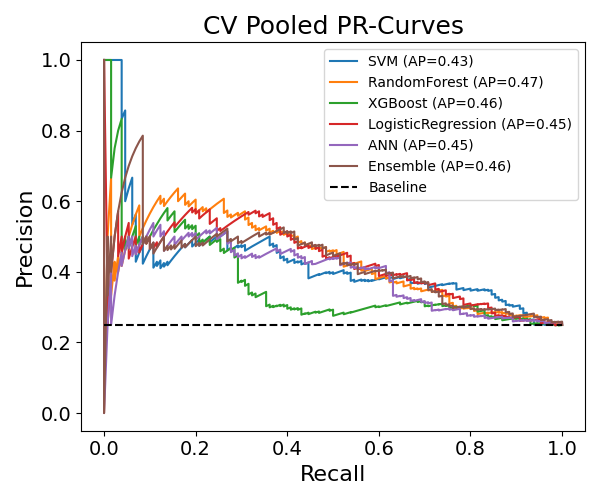 CV Pooled PR-Curves
SVM (AP=0.43)
RandomForest (AP=0.47)
XGBoost (AP=0.46)
LogisticRegression (AP=0.45)
ANN (AP=0.45)
Ensemble (AP=0.46)
Baseline
Precision
1.0
0.8
0.6
0.4
0.2
0.0
0.0 0.2 0.4 0.6 0.8 1.0
Recall